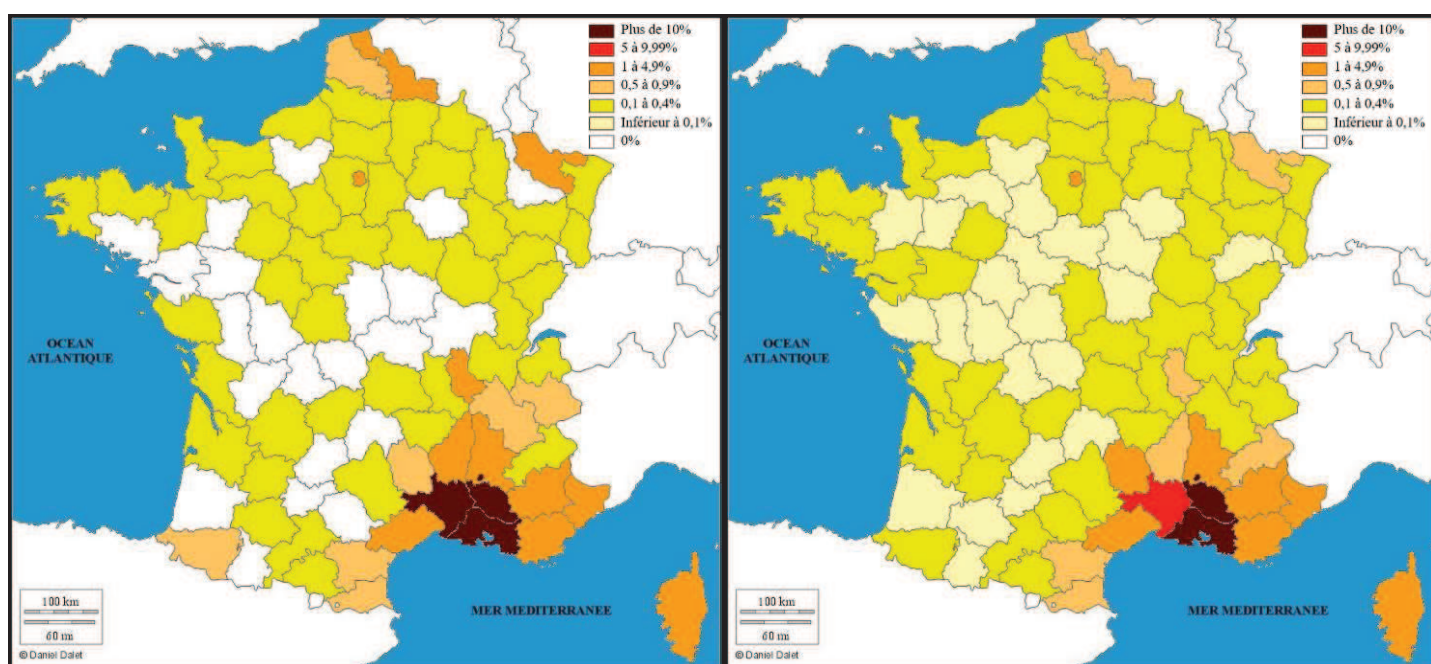 Plus de 10%
5 à 9,99%
1 à 4,9%
0,5 à 0,9%
0,1 à 0,4%
Inférieur à 0,1%
0%
OCEAN
ATLANTIQUE
MER MEDITERRANEE
100 km
60 mi
© Daniel Dalet
Plus de 10%
5 à 9,99%
1 à 4,9%
0,5 à 0,9%
0,1 à 0,4%
Inférieur à 0,1%
0%
OCEAN
ATLANTIQUE
MER MEDITERRANEE
100 km
60 mi
© Daniel Dalet